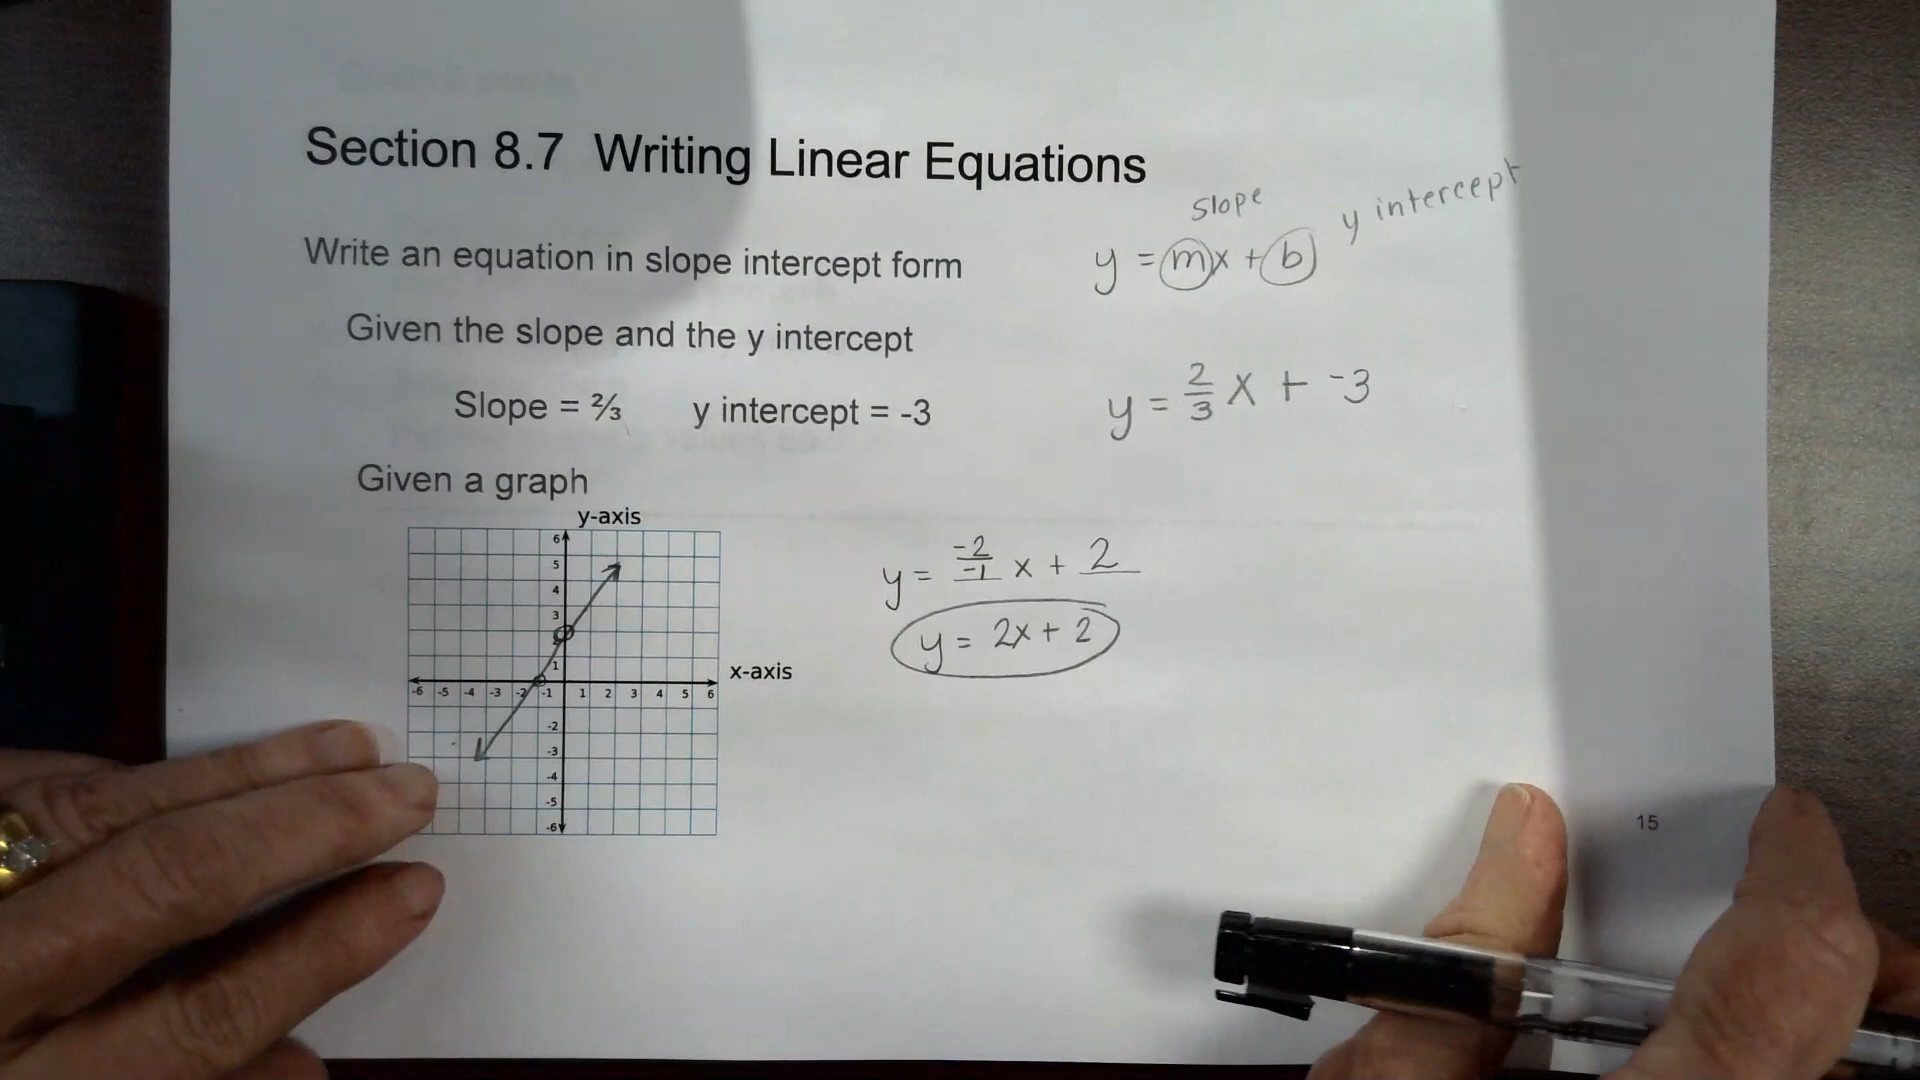 Section 8.7 Writing Linear Equations
slope
y intercept
Write an equation in slope intercept form
y = mx + b
Given the slope and the y intercept
Slope = ⅔ y intercept = -3
y = 2/3 x + -3
Given a graph
y-axis
6
5
4
3
1
x-axis
-6 -5 -4 -3 -2 -1 1 2 3 4 5 6
-2
-3
-4
-5
-6
y = -2/-1 x + 2
y = 2x + 2
15